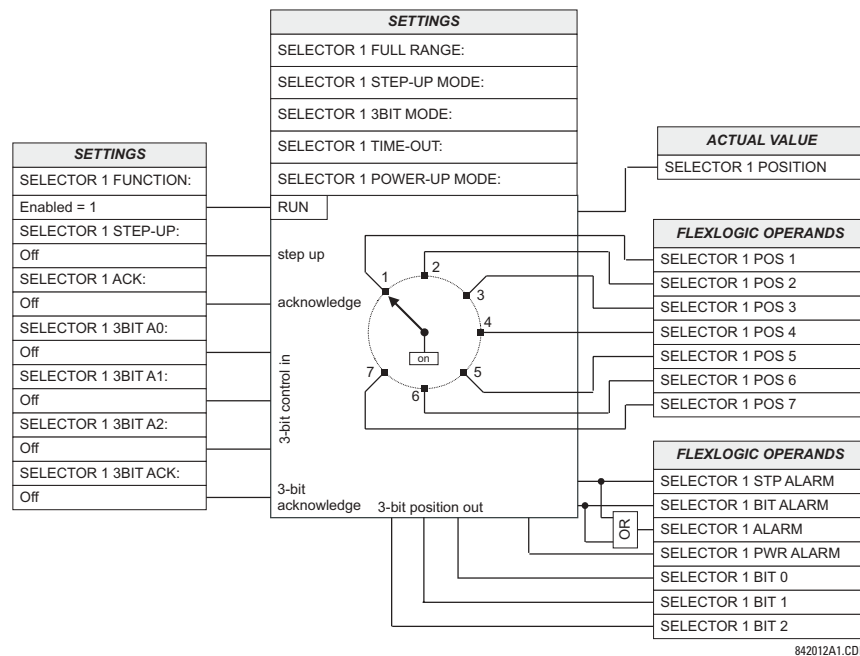 SETTINGS
SELECTOR 1 FULL RANGE:
SELECTOR 1 STEP-UP MODE:
SELECTOR 1 3BIT MODE:
SELECTOR 1 TIME-OUT:
SELECTOR 1 POWER-UP MODE:
SETTINGS
SELECTOR 1 FUNCTION:
Enabled = 1
SELECTOR 1 STEP-UP:
Off
SELECTOR 1 ACK:
Off
SELECTOR 1 3BIT A0:
Off
SELECTOR 1 3BIT A1:
Off
SELECTOR 1 3BIT A2:
Off
SELECTOR 1 3BIT ACK:
Off
RUN
step up
acknowledge
3-bit control in
3-bit
acknowledge
3-bit position out
1
2
3
4
5
6
7
on
ACTUAL VALUE
SELECTOR 1 POSITION
FLEXLOGIC OPERANDS
SELECTOR 1 POS 1
SELECTOR 1 POS 2
SELECTOR 1 POS 3
SELECTOR 1 POS 4
SELECTOR 1 POS 5
SELECTOR 1 POS 6
SELECTOR 1 POS 7
FLEXLOGIC OPERANDS
SELECTOR 1 STP ALARM
SELECTOR 1 BIT ALARM
OR
SELECTOR 1 ALARM
SELECTOR 1 PWR ALARM
SELECTOR 1 BIT 0
SELECTOR 1 BIT 1
SELECTOR 1 BIT 2
842012A1.CD